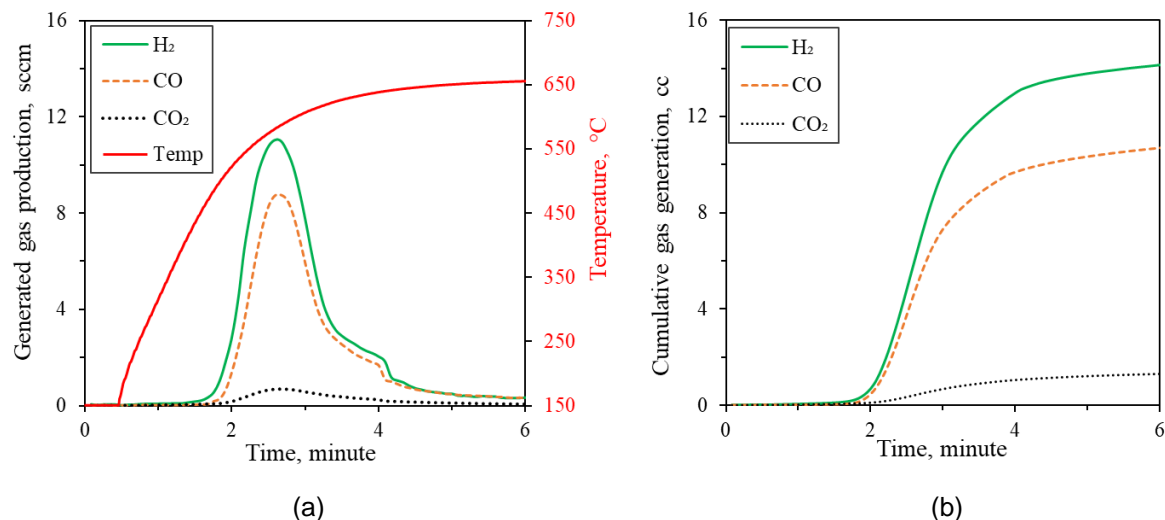 Generated gas production, sccm
16
12
8
4
0
H₂
CO
CO₂
Temp
750
650
550
450
350
250
150
Temperature, °C
0 2 4 6
Time, minute
(a)
Cumulative gas generation, cc
16
12
8
4
0
H₂
CO
CO₂
0 2 4 6
Time, minute
(b)